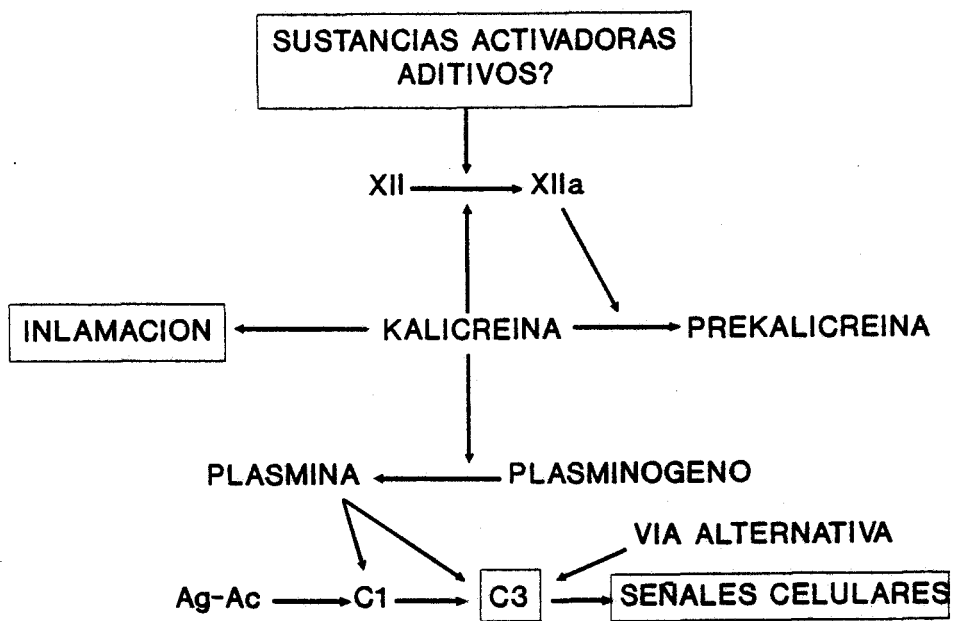 SUSTANCIAS ACTIVADORAS
ADITIVOS?
XII XIIa
INLAMACION KALICREINA PREKALICREINA
PLASMINA PLASMINOGENO
VIA ALTERNATIVA
Ag-Ac C1 C3 SEÑALES CELULARES